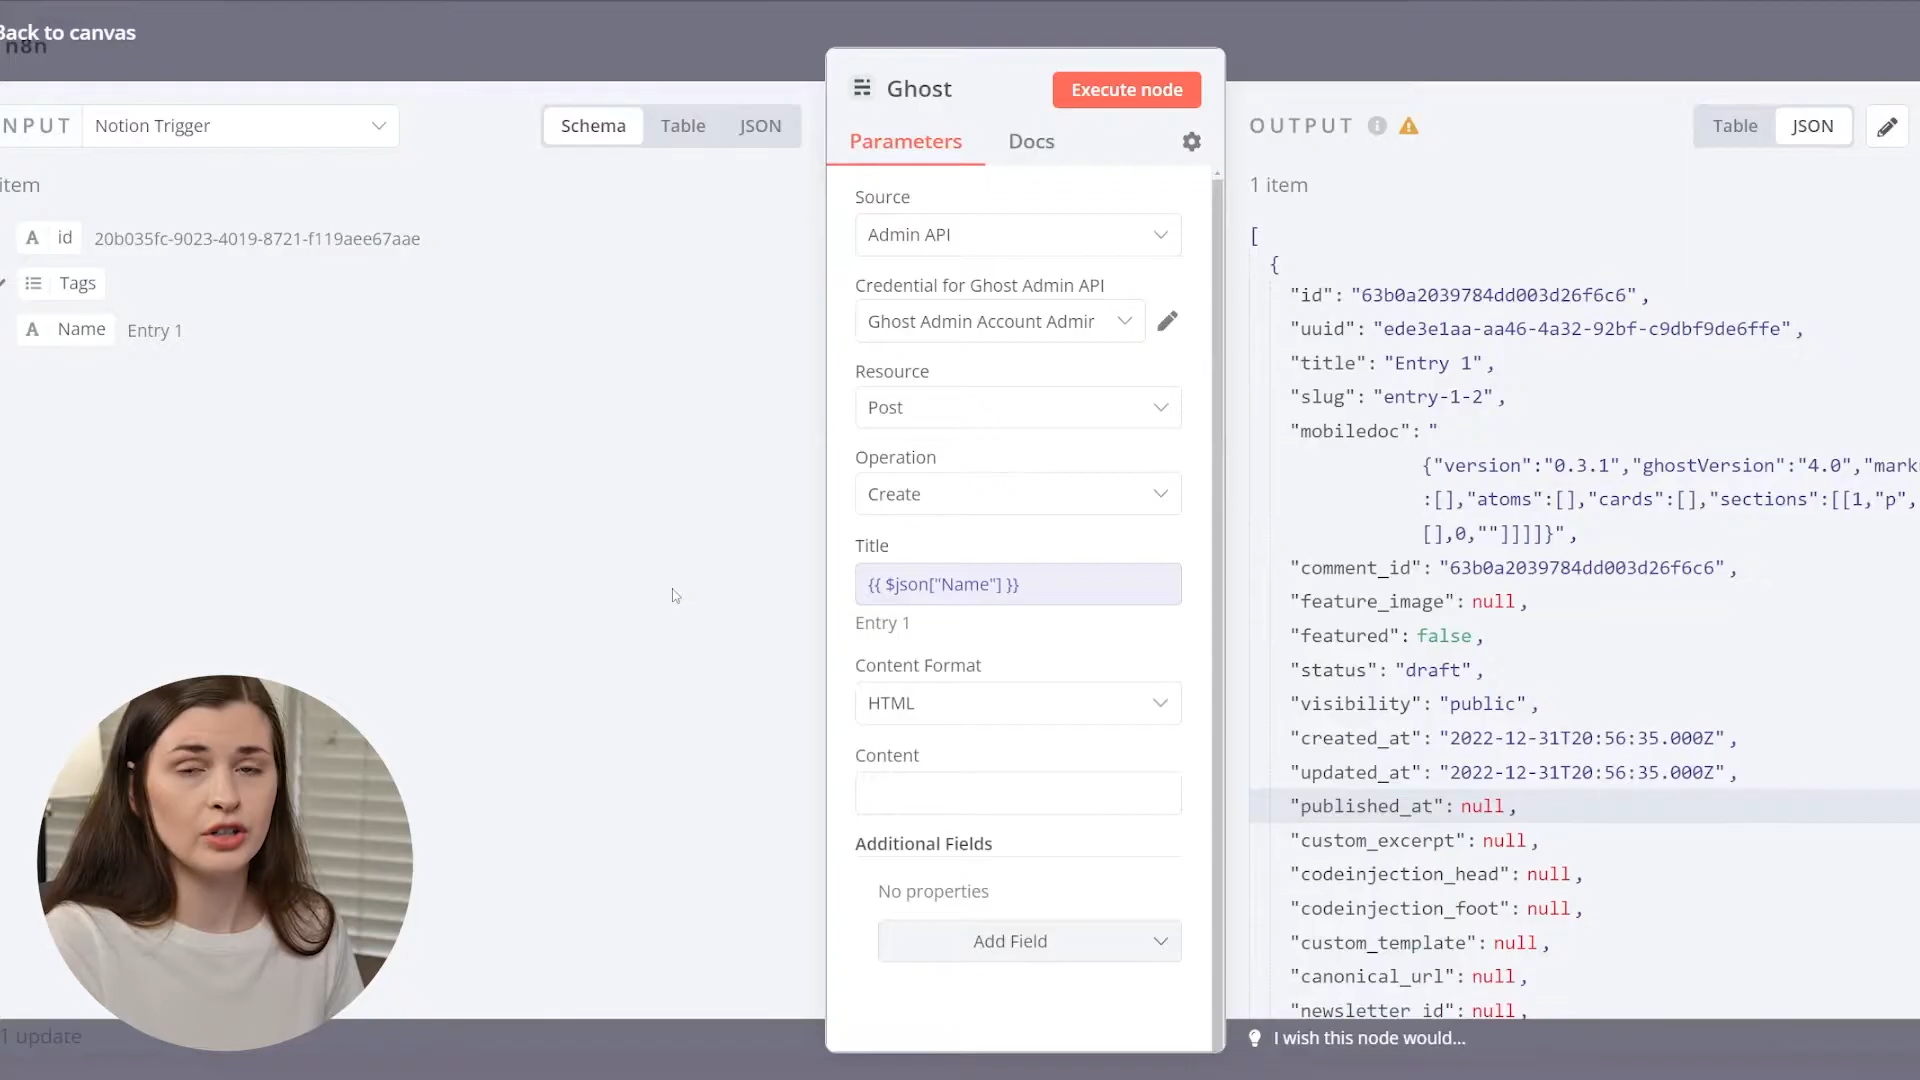 Back to canvas
n8n
INPUT
Notion Trigger
Schema
Table
JSON
item
A id 20b035fc-9023-4019-8721-f119aee67aae
Tags
A Name Entry 1
1 update
Ghost
Execute node
Parameters
Docs
Source
Admin API
Credential for Ghost Admin API
Ghost Admin Account Admir
Resource
Post
Operation
Create
Title
{{ $json["Name"] }}
Entry 1
Content Format
HTML
Content
Additional Fields
No properties
Add Field
OUTPUT
Table
JSON
1 item
[
{
"id": "63b0a2039784dd003d26f6c6",
"uuid": "ede3e1aa-aa46-4a32-92bf-c9dbf9de6ffe",
"title": "Entry 1",
"slug": "entry-1-2",
"mobiledoc": "
{"version":"0.3.1","ghostVersion":"4.0","mark
:[],"atoms":[],"cards":[],"sections":[[1,"p",
[],0,""]]]]}",
"comment_id": "63b0a2039784dd003d26f6c6",
"feature_image": null,
"featured": false,
"status": "draft",
"visibility": "public",
"created_at": "2022-12-31T20:56:35.000Z",
"updated_at": "2022-12-31T20:56:35.000Z",
"published_at": null,
"custom_excerpt": null,
"codeinjection_head": null,
"codeinjection_foot": null,
"custom_template": null,
"canonical_url": null,
"newsletter_id": null,
I wish this node would...